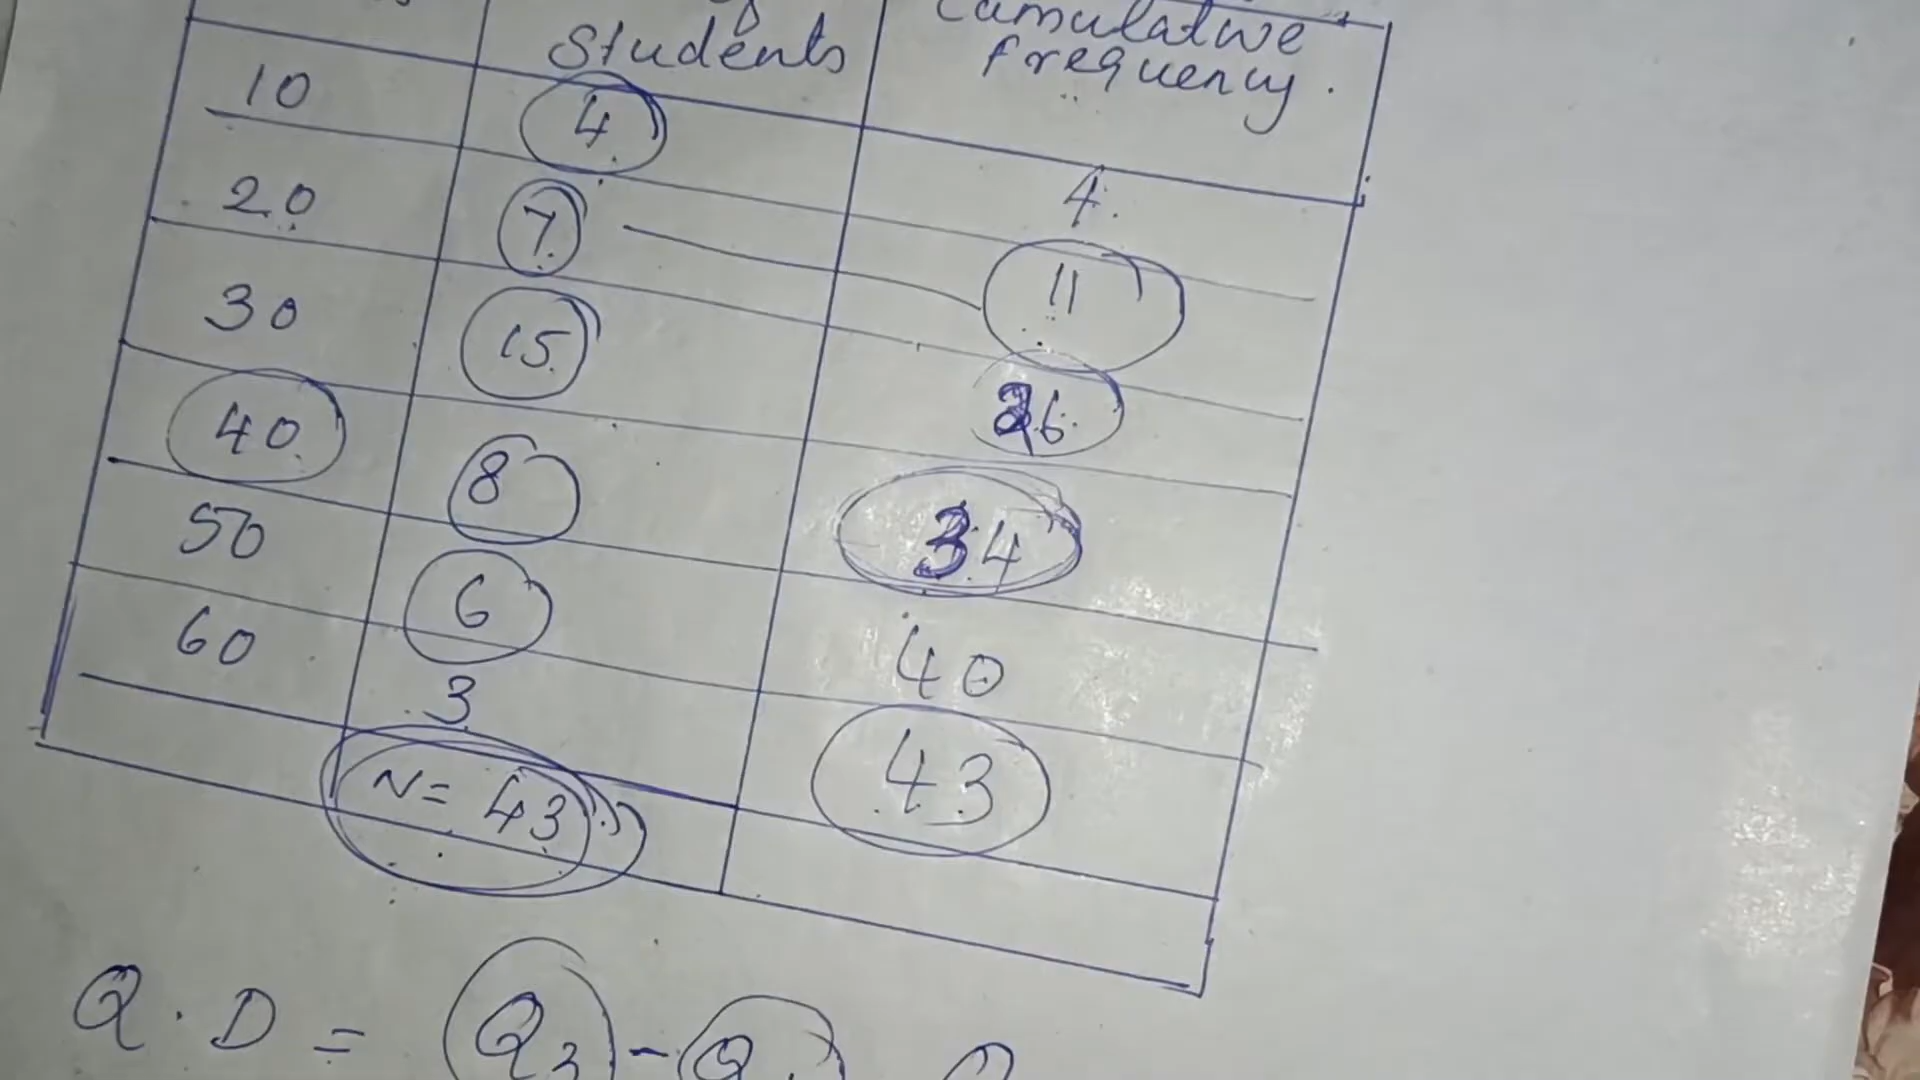 Students Cumulative frequency.
10 4 4
20 7 11
30 15 26
40 8 34
50 6 40
60 3 43
N = 43
Q.D = Q3 - Q1